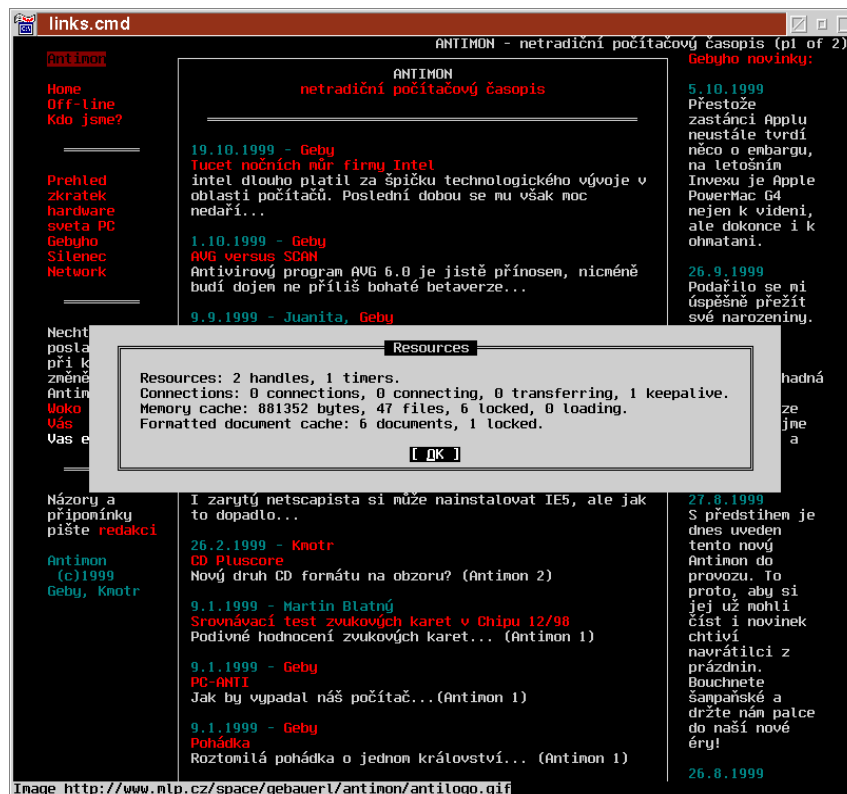 links.cmd
ANTIMON - netradiční počítačový časopis (p1 of 2)
Antimon
Home
Off-line
Kdo jsme?
Prehled
zkratek
hardware
sveta PC
Gebyho
Silenec
Network
Necht
posla
při k
změně
Antim
Woko
Vás
Vas e
Názory a
připomínky
pište redakci
Antimon
(c)1999
Geby, Kmotr
ANTIMON
netradiční počítačový časopis
19.10.1999 - Geby
Tucet nočních můr firmy Intel
intel dlouho platil za špičku technologického vývoje v
oblasti počítačů. Poslední dobou se mu však moc
nedaří...
1.10.1999 - Geby
AVG versus SCAN
Antivirový program AVG 6.0 je jistě přínosem, nicméně
budí dojem ne příliš bohaté betaverze...
9.9.1999 - Juanita, Geby
Resources
Resources: 2 handles, 1 timers.
Connections: 0 connections, 0 connecting, 0 transferring, 1 keepalive.
Memory cache: 881352 bytes, 47 files, 6 locked, 0 loading.
Formatted document cache: 6 documents, 1 locked.
[ OK ]
I zarytý netscapista si může nainstalovat IE5, ale jak
to dopadlo...
26.2.1999 - Kmotr
CD Pluscore
Nový druh CD formátu na obzoru? (Antimon 2)
9.1.1999 - Martin Blatný
Srovnávací test zvukových karet v Chipu 12/98
Podivné hodnocení zvukových karet... (Antimon 1)
9.1.1999 - Geby
PC-ANTI
Jak by vypadal náš počítač...(Antimon 1)
9.1.1999 - Geby
Pohádka
Roztomilá pohádka o jednom království... (Antimon 1)
Gebyho novinky:
5.10.1999
Přestože
zastánci Applu
neustále tvrdí
něco o embargu,
na letošním
Invexu je Apple
PowerMac G4
nejen k videni,
ale dokonce i k
ohmatani.
26.9.1999
Podařilo se mi
úspěšně přežít
své narozeniny.
hadná
ze
jme
a
27.8.1999
S předstihem je
dnes uveden
tento nový
Antimon do
provozu. To
proto, aby si
jej už mohli
číst i novinek
chtiví
navrátilci z
prázdnin.
Bouchnete
šampaňské a
držte nám palce
do naší nové
éry!
26.8.1999
Image http://www.mlp.cz/space/gebauerl/antimon/antilogo.gif